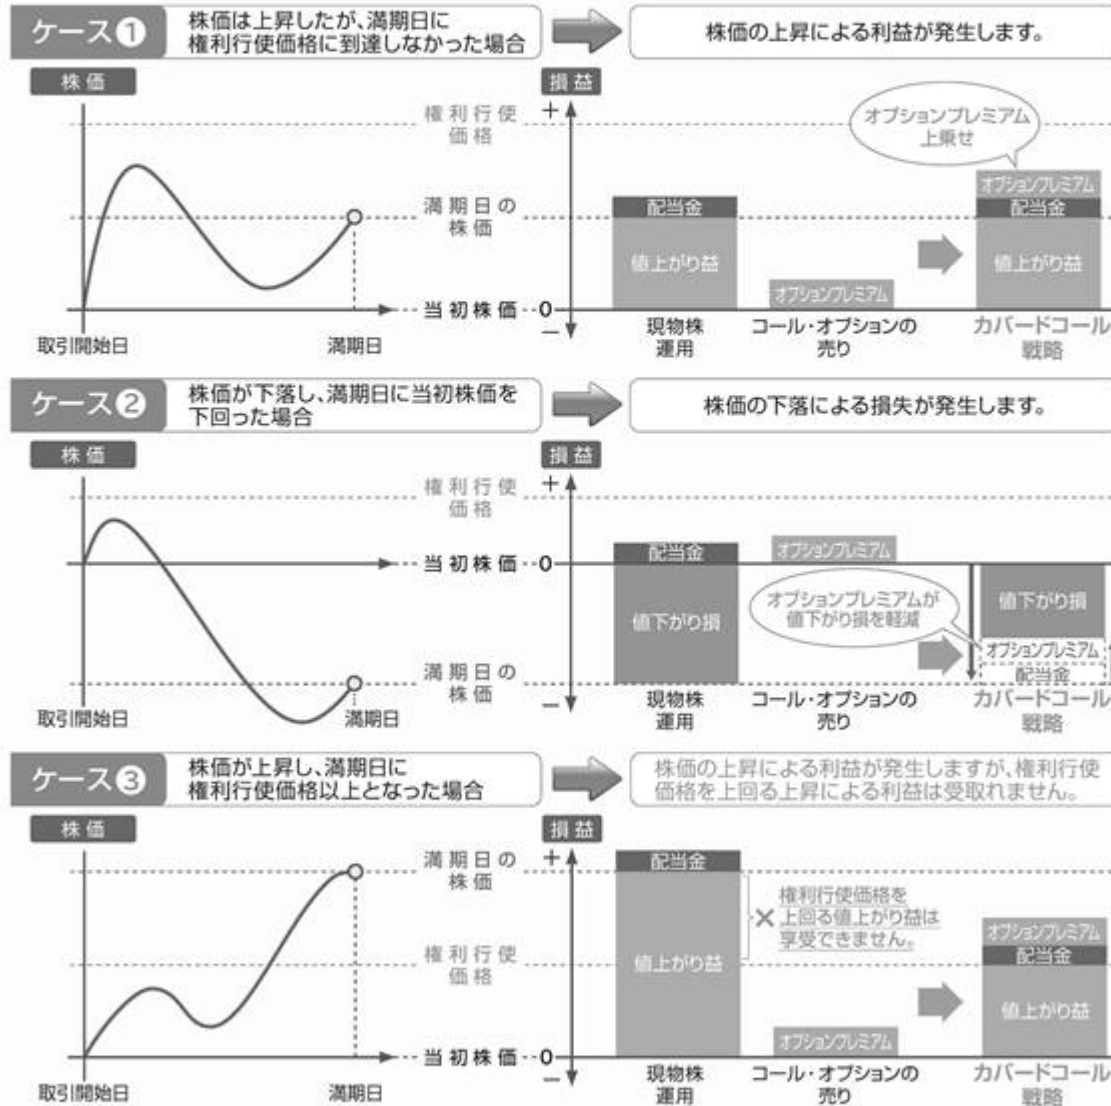 ケース❶
株価は上昇したが、満期日に
権利行使価格に到達しなかった場合
株価の上昇による利益が発生します。
株価
損益
権利行使
価格
満期日の
株価
当初株価
取引開始日
満期日
+
0
−
オプションプレミアム
上乗せ
配当金
値上がり益
オプションプレミアム
オプションプレミアム
配当金
値上がり益
現物株
運用
コール・オプションの
売り
カバードコール
戦略
ケース❷
株価が下落し、満期日に当初株価を
下回った場合
株価の下落による損失が発生します。
株価
損益
権利行使
価格
当初株価
満期日の
株価
取引開始日
満期日
+
0
−
配当金
値下がり損
オプションプレミアム
オプションプレミアムが
値下がり損を軽減
値下がり損
オプションプレミアム
配当金
現物株
運用
コール・オプションの
売り
カバードコール
戦略
ケース❸
株価が上昇し、満期日に
権利行使価格以上となった場合
株価の上昇による利益が発生しますが、権利行使
価格を上回る上昇による利益は受取れません。
株価
損益
満期日の
株価
権利行使
価格
当初株価
取引開始日
満期日
+
0
−
配当金
値上がり益
×
権利行使価格を
上回る値上がり益は
享受できません。
オプションプレミアム
オプションプレミアム
配当金
値上がり益
現物株
運用
コール・オプションの
売り
カバードコール
戦略